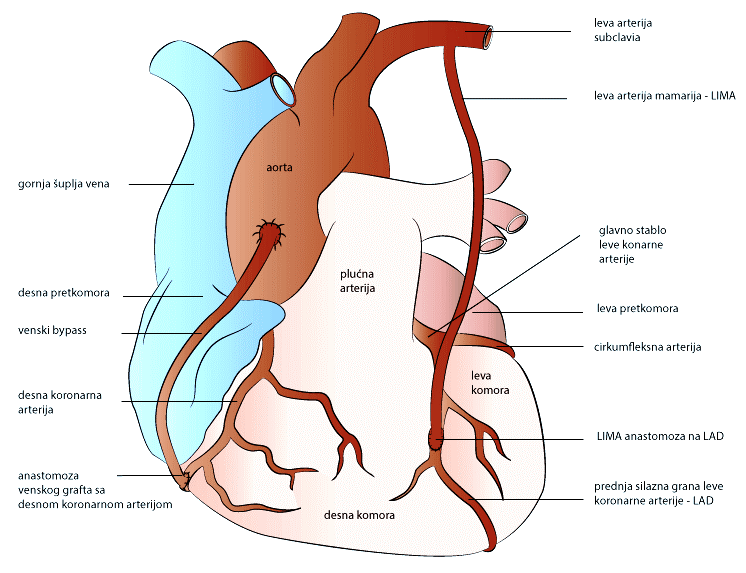 leva arterija
subclavia
leva arterija mamarija - LIMA
aorta
gornja šuplja vena
glavno stablo
leve konarne
arterije
plućna
arterija
desna pretkomora
leva pretkomora
venski bypass
cirkumfleksna arterija
leva
komora
desna koronarna
arterija
LIMA anastomoza na LAD
anastomoza
venskog grafta sa
desnom koronarnom arterijom
prednja silazna grana leve
koronarne arterije - LAD
desna komora